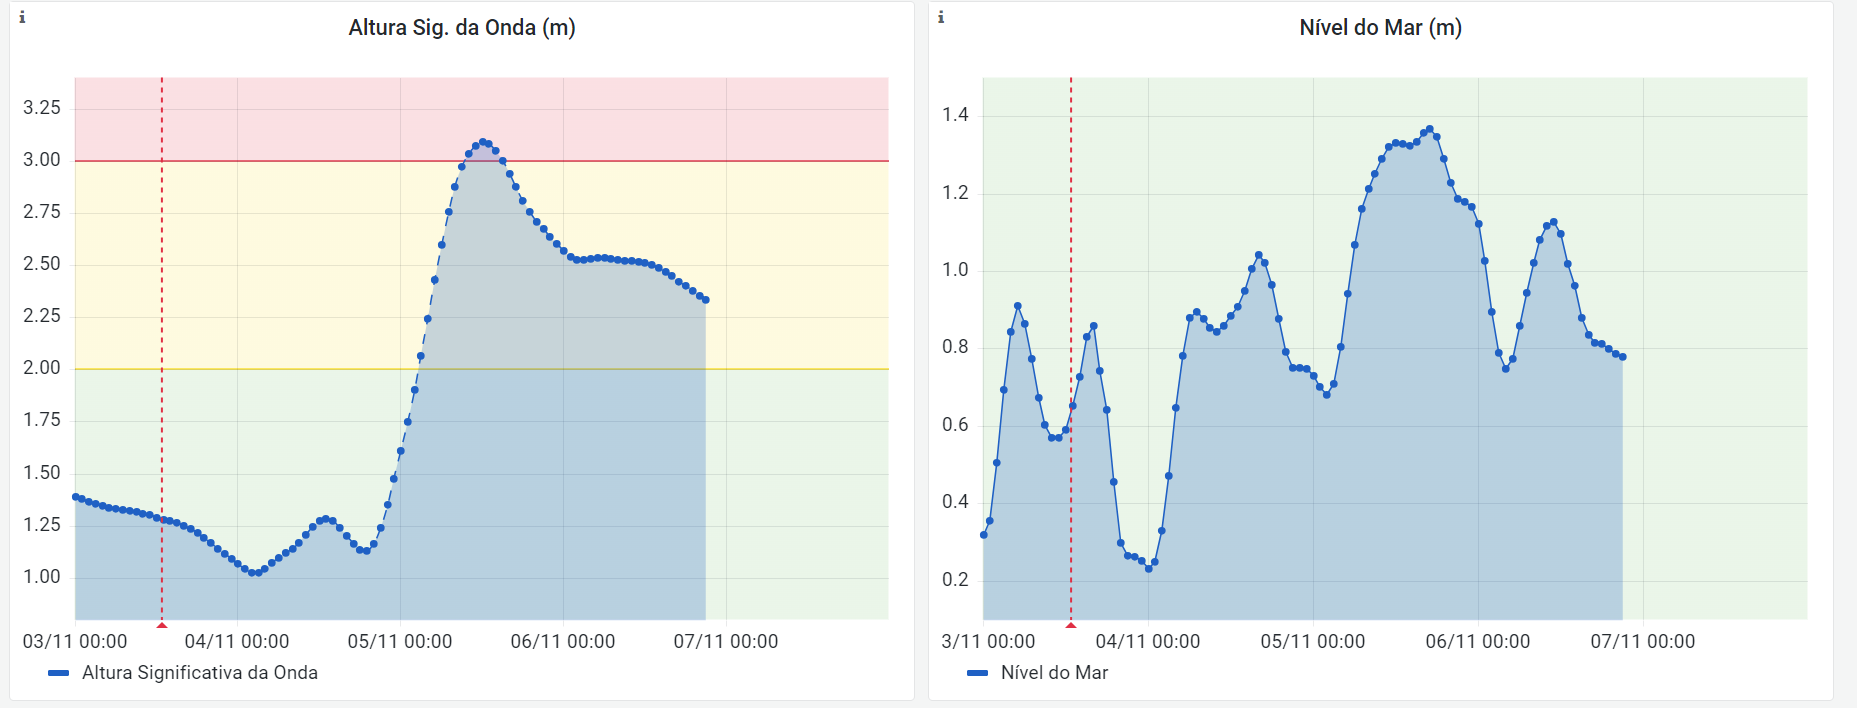 i
Altura Sig. da Onda (m)
3.25
3.00
2.75
2.50
2.25
2.00
1.75
1.50
1.25
1.00
03/11 00:00 04/11 00:00 05/11 00:00 06/11 00:00 07/11 00:00
Altura Significativa da Onda
i
Nível do Mar (m)
1.4
1.2
1.0
0.8
0.6
0.4
0.2
3/11 00:00 04/11 00:00 05/11 00:00 06/11 00:00 07/11 00:00
Nível do Mar